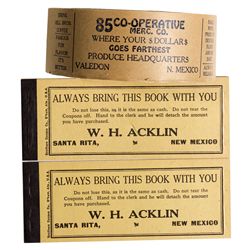 85 CO-OPERATIVE
MERC. CO.
WHERE YOUR $ DOLLAR$
GOES FARTHEST
PRODUCE HEADQUARTERS
VALEDON N. MEXICO
ALWAYS BRING THIS BOOK WITH YOU
Do not lose this, as it is the same as cash. Do not tear the
Coupons off. Hand to the clerk and he will detach the amount
you have purchased.
W. H. ACKLIN
SANTA RITA, NEW MEXICO
ALWAYS BRING THIS BOOK WITH YOU
Do not lose this, as it is the same as cash. Do not tear the
Coupons off. Hand to the clerk and he will detach the amount
you have purchased.
W. H. ACKLIN
SANTA RITA, NEW MEXICO